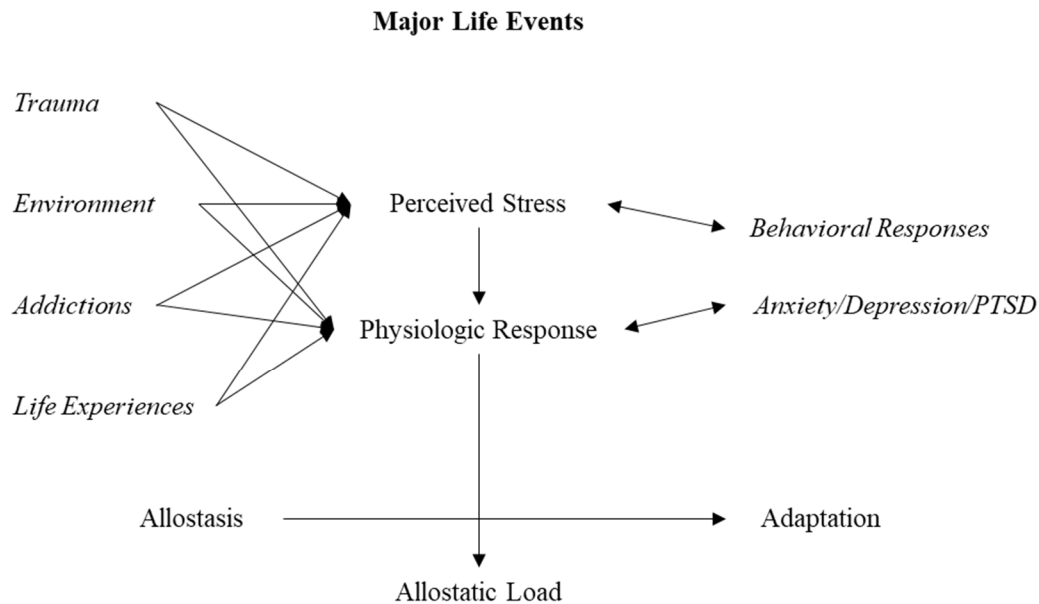 Major Life Events
Trauma
Environment
Perceived Stress
Behavioral Responses
Addictions
Anxiety/Depression/PTSD
Physiologic Response
Life Experiences
Allostasis
Adaptation
Allostatic Load